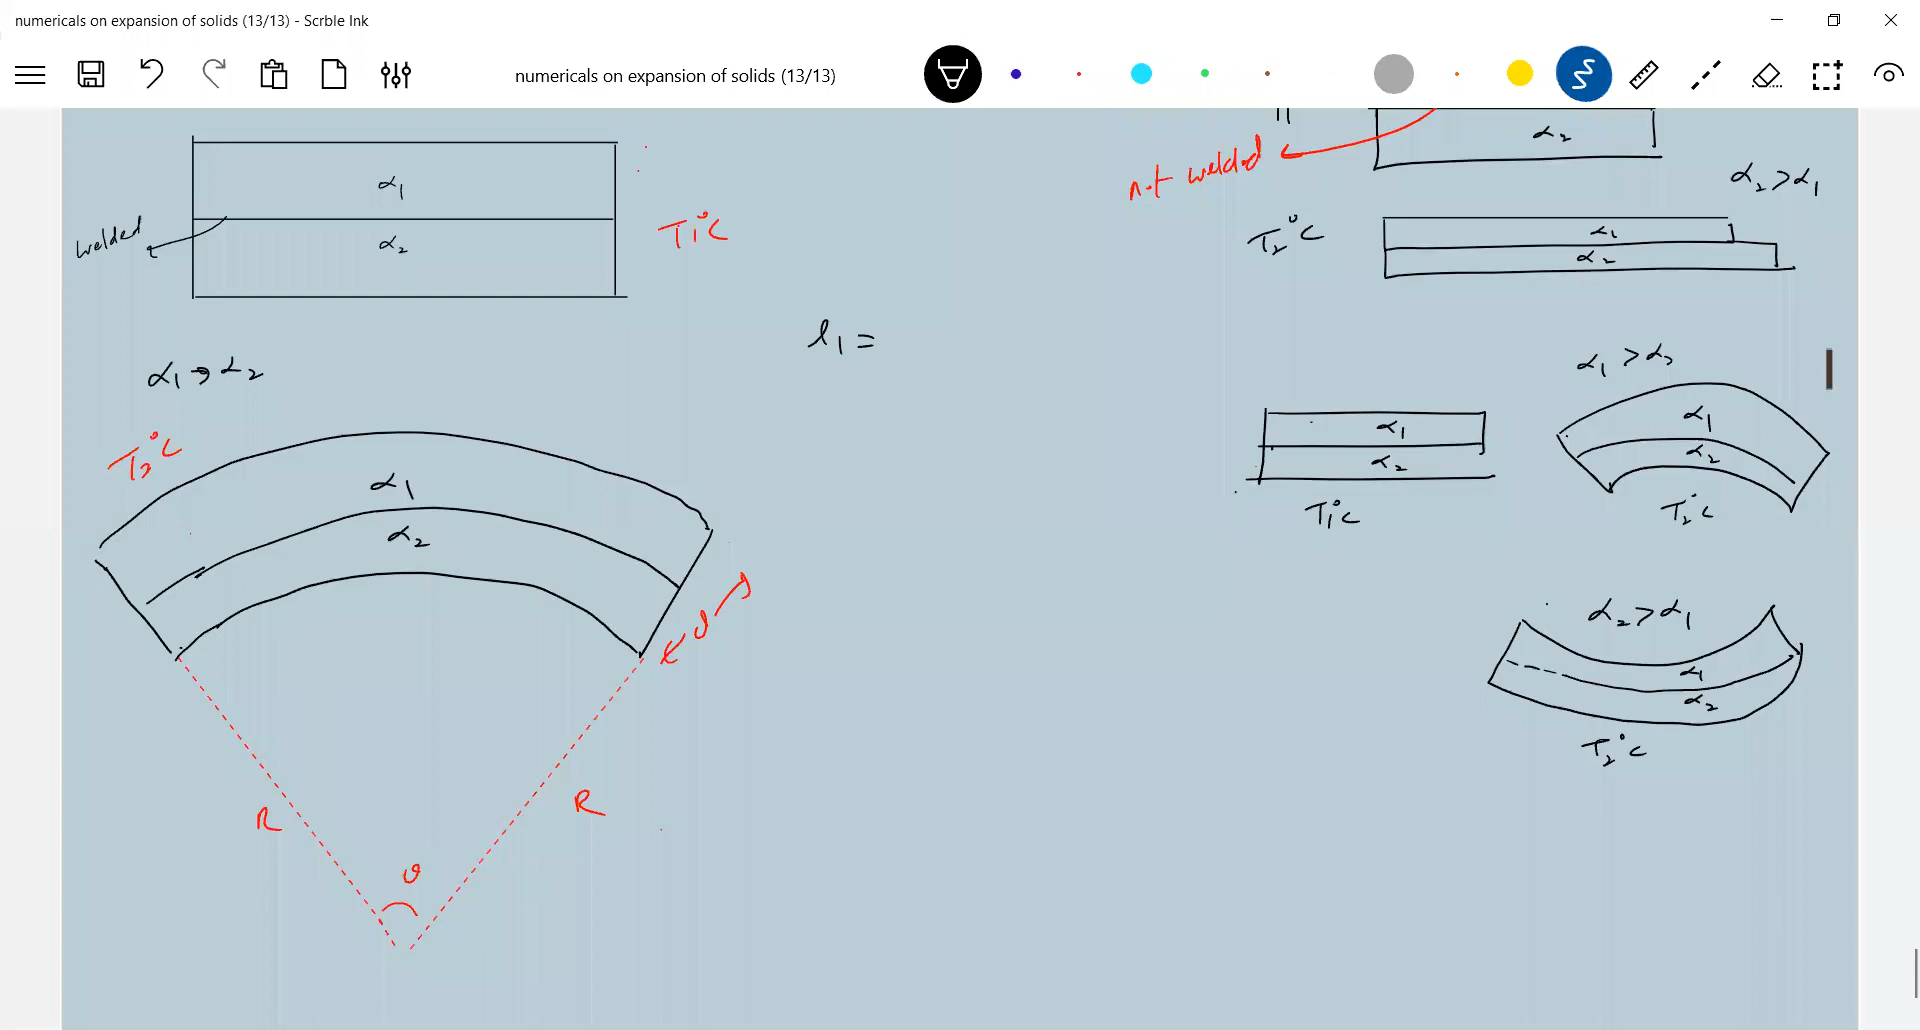 numericals on expansion of solids (13/13) - Scrble Ink
numericals on expansion of solids (13/13)
α₁
welded
α₂
T₁°C
not welded
α₂
α₂ > α₁
T₂°C
α₁
α₂
l₁ =
α₁ > α₂
T₂°C
α₁
α₂
d
R
R
θ
α₁
α₂
T₁°C
α₁ > α₂
α₁
α₂
T₂°C
α₂ > α₁
α₁
α₂
T₂°C